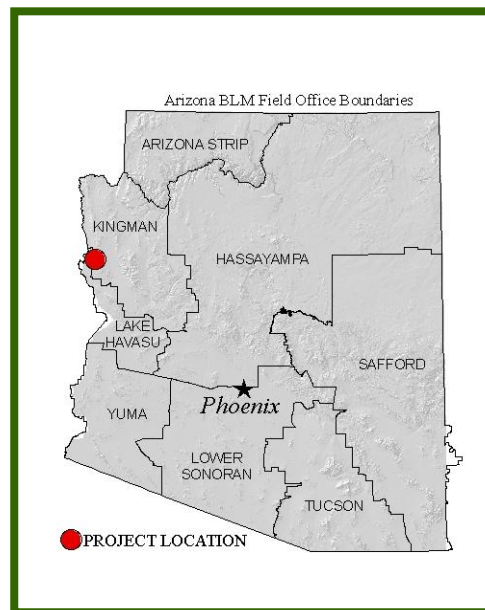 Arizona BLM Field Office Boundaries
ARIZONA STRIP
KINGMAN
HASSAYAMPA
LAKE
HAVASU
SAFFORD
Phoenix
YUMA
LOWER
SONORAN
TUCSON
PROJECT LOCATION